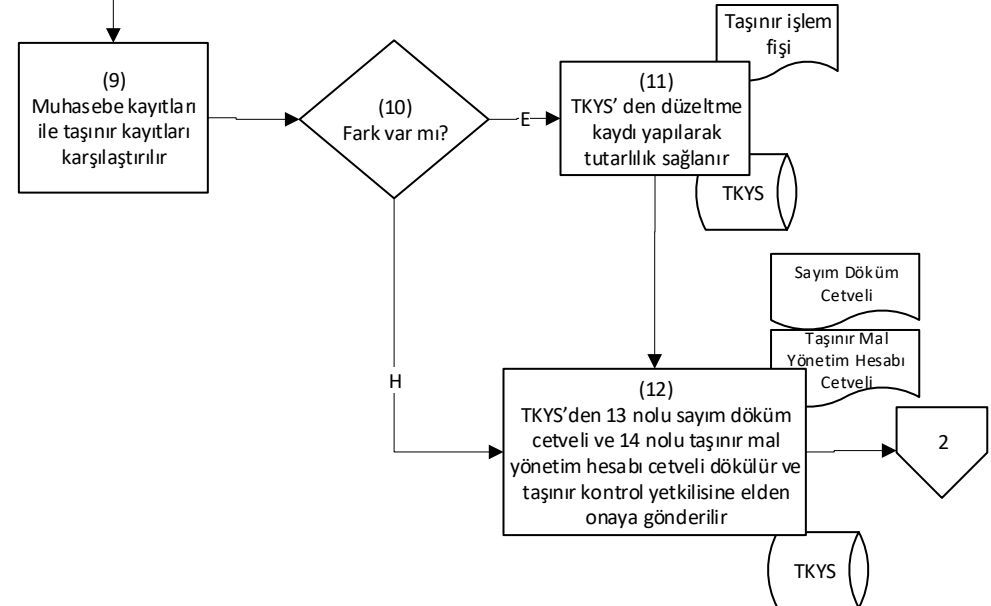 Taşınır işlem
fişi
(9)
Muhasebe kayıtları
ile taşınır kayıtları
karşılaştırılır
(10)
Fark var mı?
E
(11)
TKYS' den düzeltme
kaydı yapılarak
tutarlılık sağlanır
TKYS
H
Sayım Döküm
Cetveli
Taşınır Mal
Yönetim Hesabı
Cetveli
(12)
TKYS’den 13 nolu sayım döküm
cetveli ve 14 nolu taşınır mal
yönetim hesabı cetveli dökülür ve
taşınır kontrol yetkilisine elden
onaya gönderilir
2
TKYS